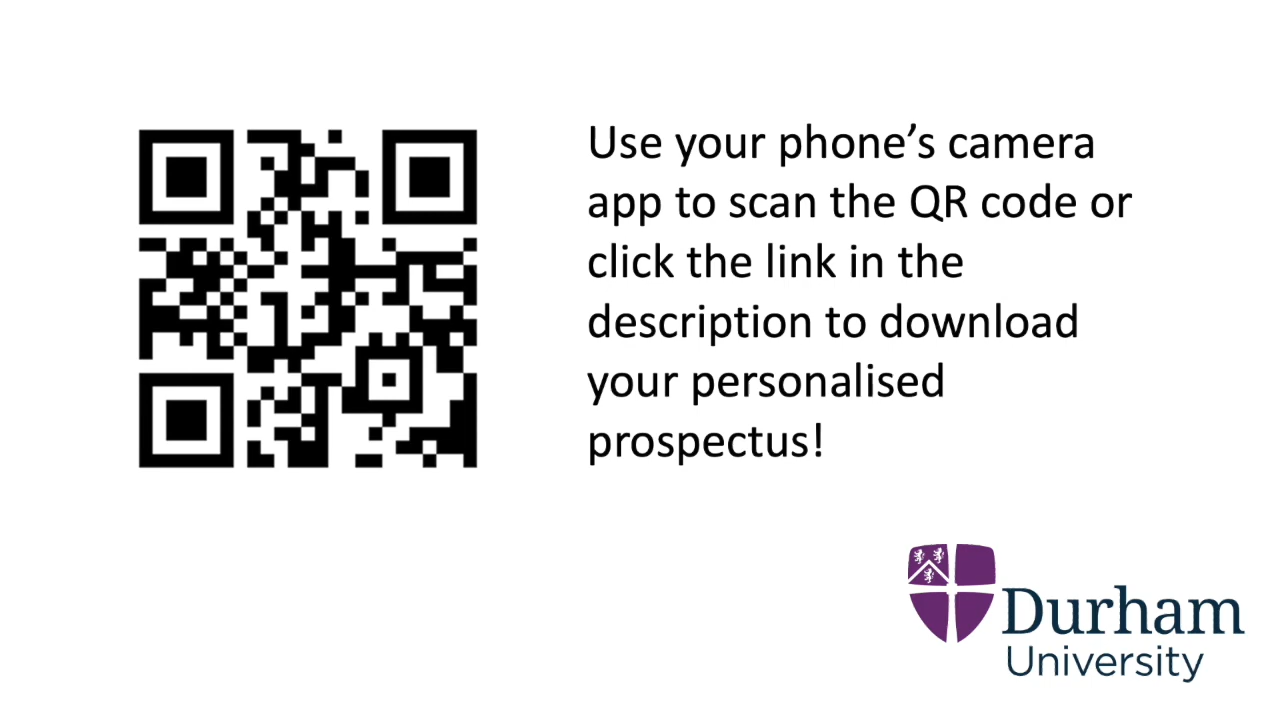 Use your phone’s camera
app to scan the QR code or
click the link in the
description to download
your personalised
prospectus!
Durham
University